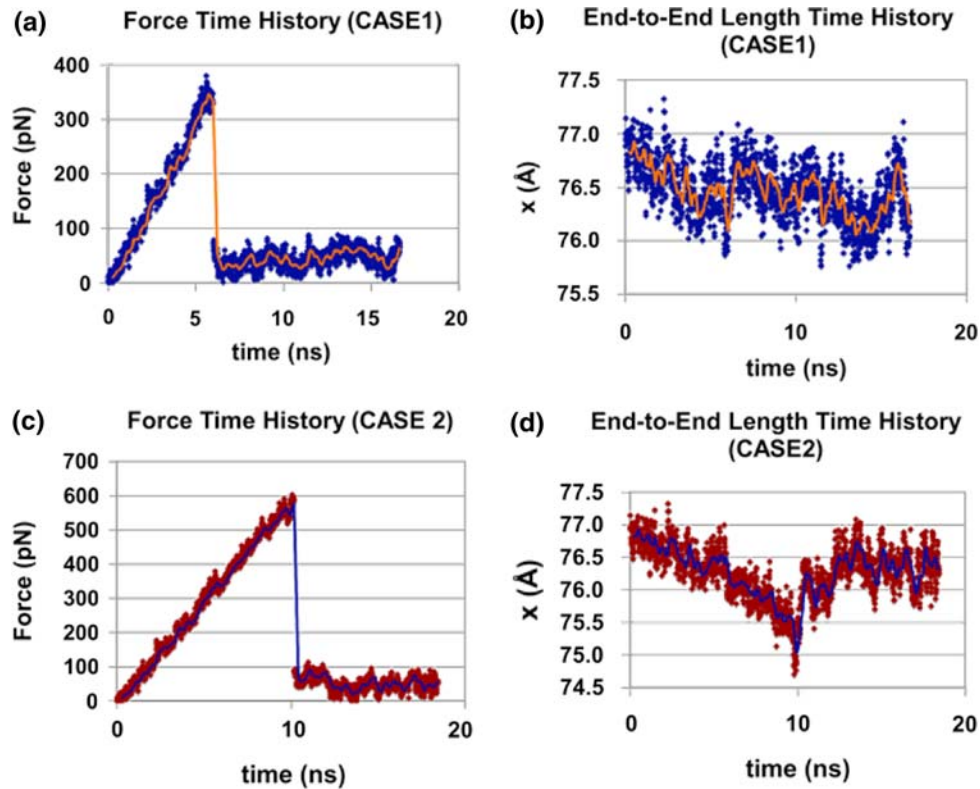 (a)
Force Time History (CASE1)
400
300
200
100
0
Force (pN)
0 5 10 15 20
time (ns)
(b)
End-to-End Length Time History
(CASE1)
77.5
77.0
76.5
76.0
75.5
x (Å)
0 10 20
time (ns)
(c)
Force Time History (CASE 2)
700
600
500
400
300
200
100
0
Force (pN)
0 10 20
time (ns)
(d)
End-to-End Length Time History
(CASE2)
77.5
77.0
76.5
76.0
75.5
75.0
74.5
x (Å)
0 10 20
time (ns)